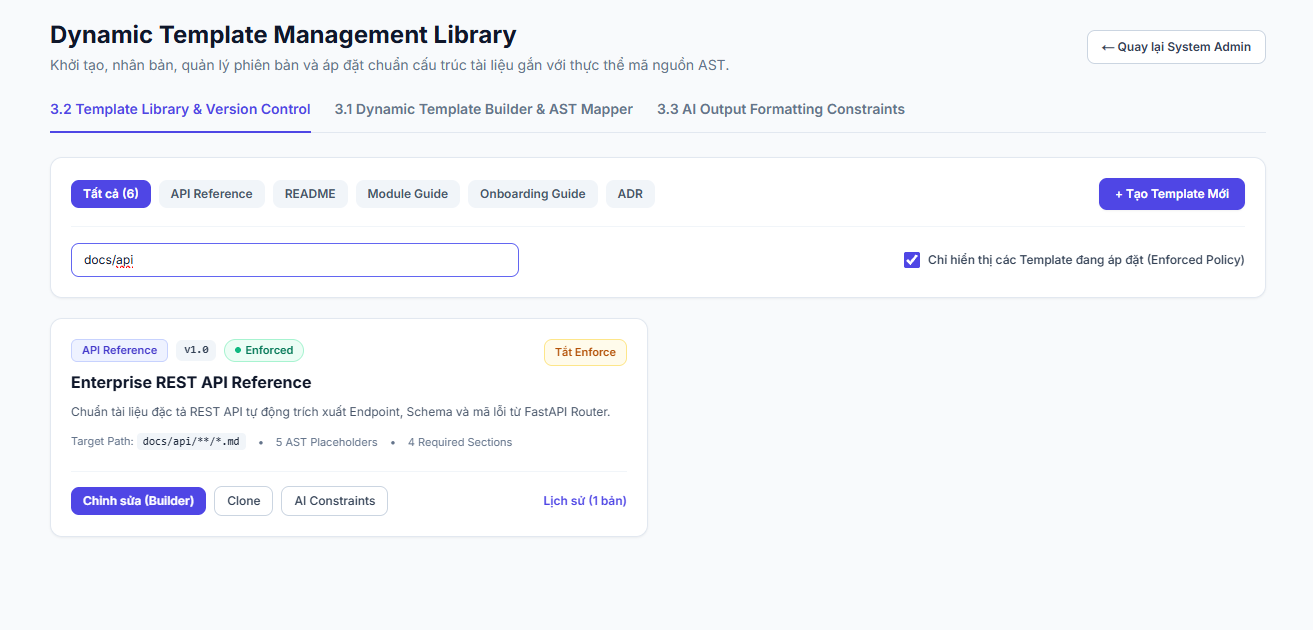 Dynamic Template Management Library
Khởi tạo, nhân bản, quản lý phiên bản và áp đặt chuẩn cấu trúc tài liệu gắn với thực thể mã nguồn AST.
← Quay lại System Admin
3.2 Template Library & Version Control
3.1 Dynamic Template Builder & AST Mapper
3.3 AI Output Formatting Constraints
Tất cả (6)
API Reference
README
Module Guide
Onboarding Guide
ADR
+ Tạo Template Mới
docs/api
Chỉ hiển thị các Template đang áp đặt (Enforced Policy)
API Reference
v1.0
Enforced
Tắt Enforce
Enterprise REST API Reference
Chuẩn tài liệu đặc tả REST API tự động trích xuất Endpoint, Schema và mã lỗi từ FastAPI Router.
Target Path: docs/api/**/*.md • 5 AST Placeholders • 4 Required Sections
Chỉnh sửa (Builder)
Clone
AI Constraints
Lịch sử (1 bản)